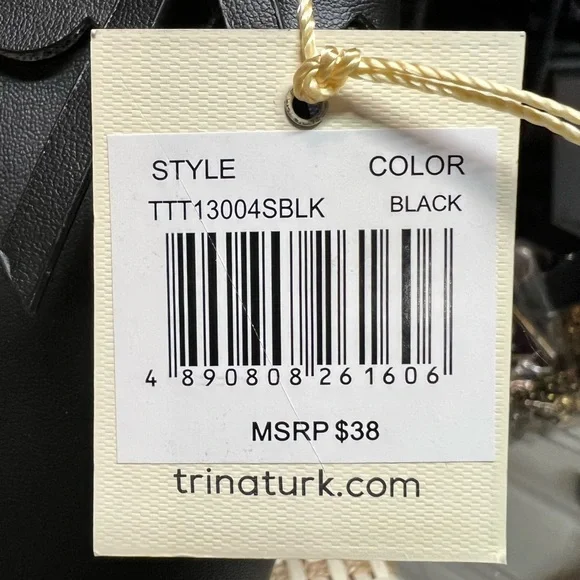 STYLE COLOR
TTT13004SBLK BLACK
4 890808 261606
MSRP $38
trinaturk.com